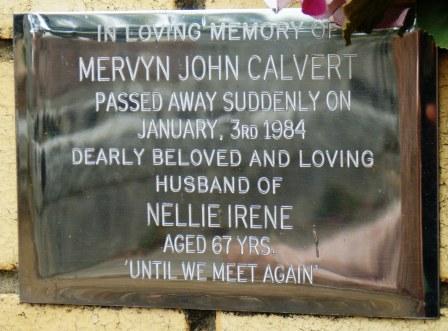 IN LOVING MEMORY OF
MERVYN JOHN CALVERT
PASSED AWAY SUDDENLY ON
JANUARY, 3RD 1984
DEARLY BELOVED AND LOVING
HUSBAND OF
NELLIE IRENE
AGED 67 YRS.
'UNTIL WE MEET AGAIN'